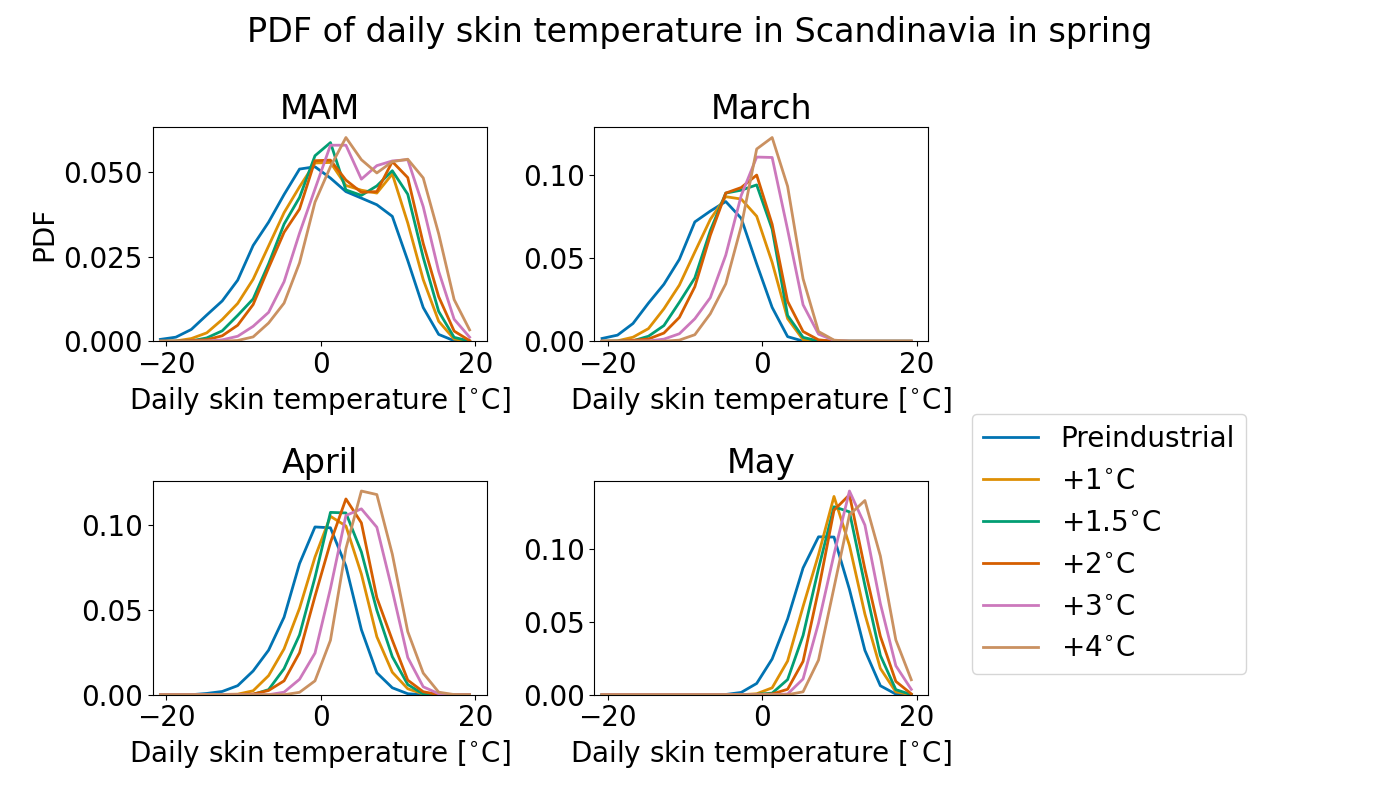 PDF of daily skin temperature in Scandinavia in spring
MAM
March
PDF
0.050
0.025
0.000
−20 0 20
Daily skin temperature [°C]
0.10
0.05
0.00
−20 0 20
Daily skin temperature [°C]
April
May
0.10
0.05
0.00
−20 0 20
Daily skin temperature [°C]
0.10
0.05
0.00
−20 0 20
Daily skin temperature [°C]
Preindustrial
+1°C
+1.5°C
+2°C
+3°C
+4°C